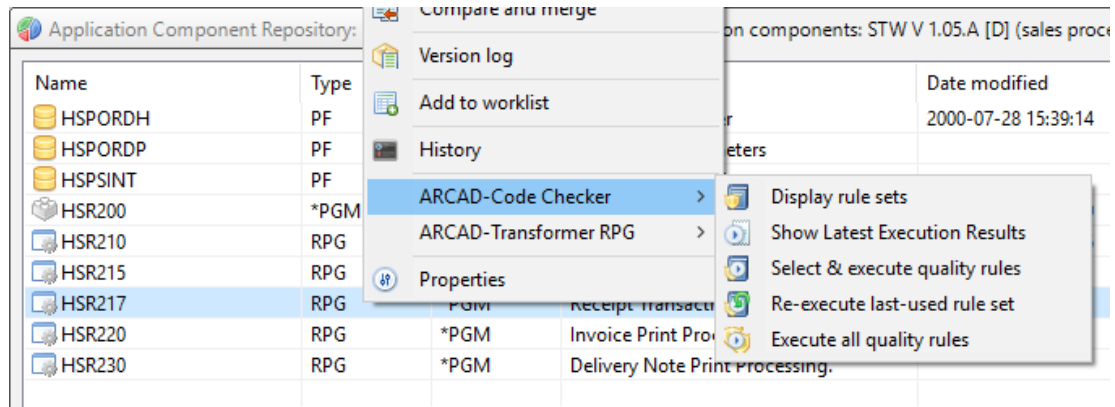 Compare and merge
Application Component Repository: on components: STW V 1.05.A [D] (sales proce
Version log
Name Type Date modified
Add to worklist
HSPORDH PF 2000-07-28 15:39:14
HSPORDP PF History eters
HSPSINT PF
ARCAD-Code Checker > Display rule sets
HSR200 *PGM
ARCAD-Transformer RPG > Show Latest Execution Results
HSR210 RPG
HSR215 RPG Properties Select & execute quality rules
HSR217 RPG *PGM Receipt Transacti Re-execute last-used rule set
HSR220 RPG *PGM Invoice Print Pro Execute all quality rules
HSR230 RPG *PGM Delivery Note Print Processing.